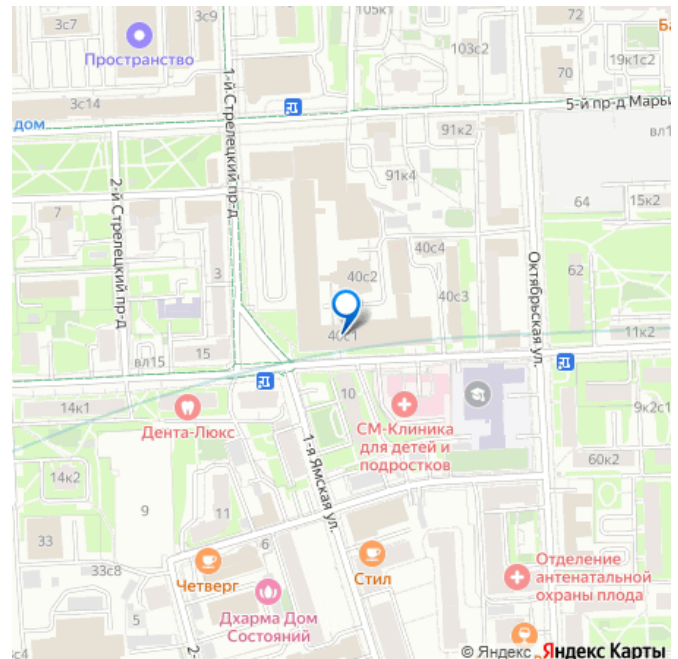 3с7
3с9
Пространство
105к1
103с2
72
70
19к1с2
3с14
дом
1-й Стрелецкий пр-д
5-й пр-д Марьи
91к2
91к4
вл1
64
15к2
2-й Стрелецкий пр-д
7
3
40с4
40с2
40с3
62
Октябрьская ул.
40с1
11к2
вл15
15
14к1
Дента-Люкс
10
СМ-Клиника
для детей и
подростков
9к2с1
1-я Ямская ул.
60к2
14к2
9
11
33
6
33с8
Четверг
Стил
Отделение
антенатальной
охраны плода
5
Дхарма Дом
Состояний
2-
© Яндекс Яндекс Карты